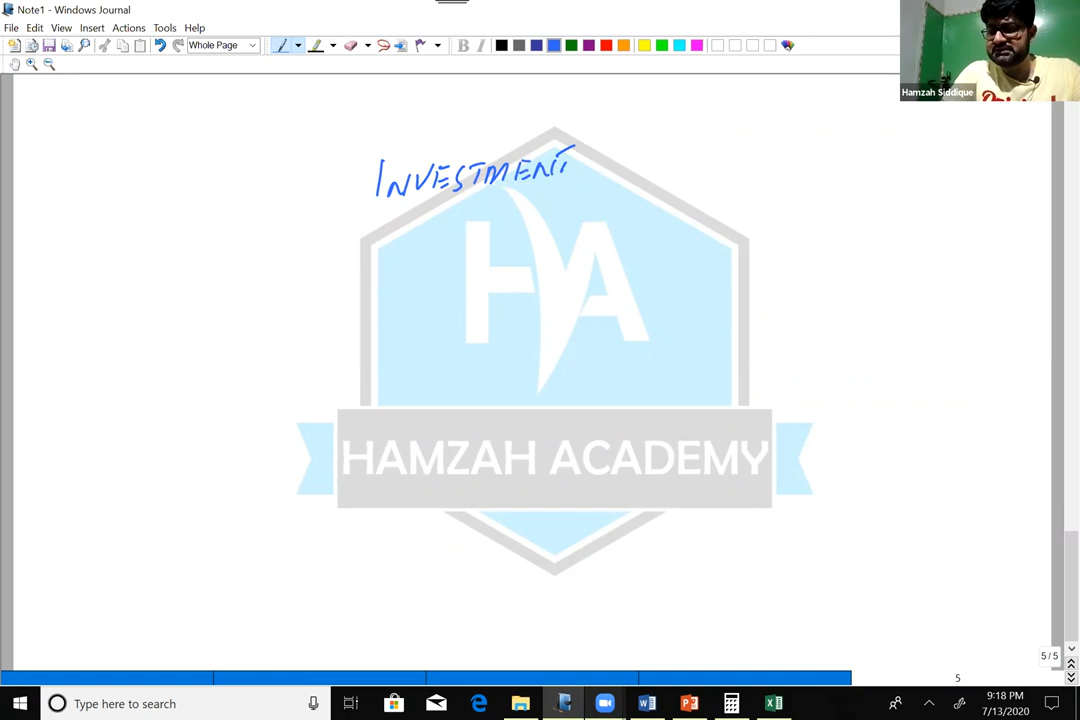 Note1 - Windows Journal
File Edit View Insert Actions Tools Help
Whole Page
B I
Hamzah Siddique
INVESTMENT
HA
HAMZAH ACADEMY
5/5
5
Type here to search
9:18 PM
7/13/2020